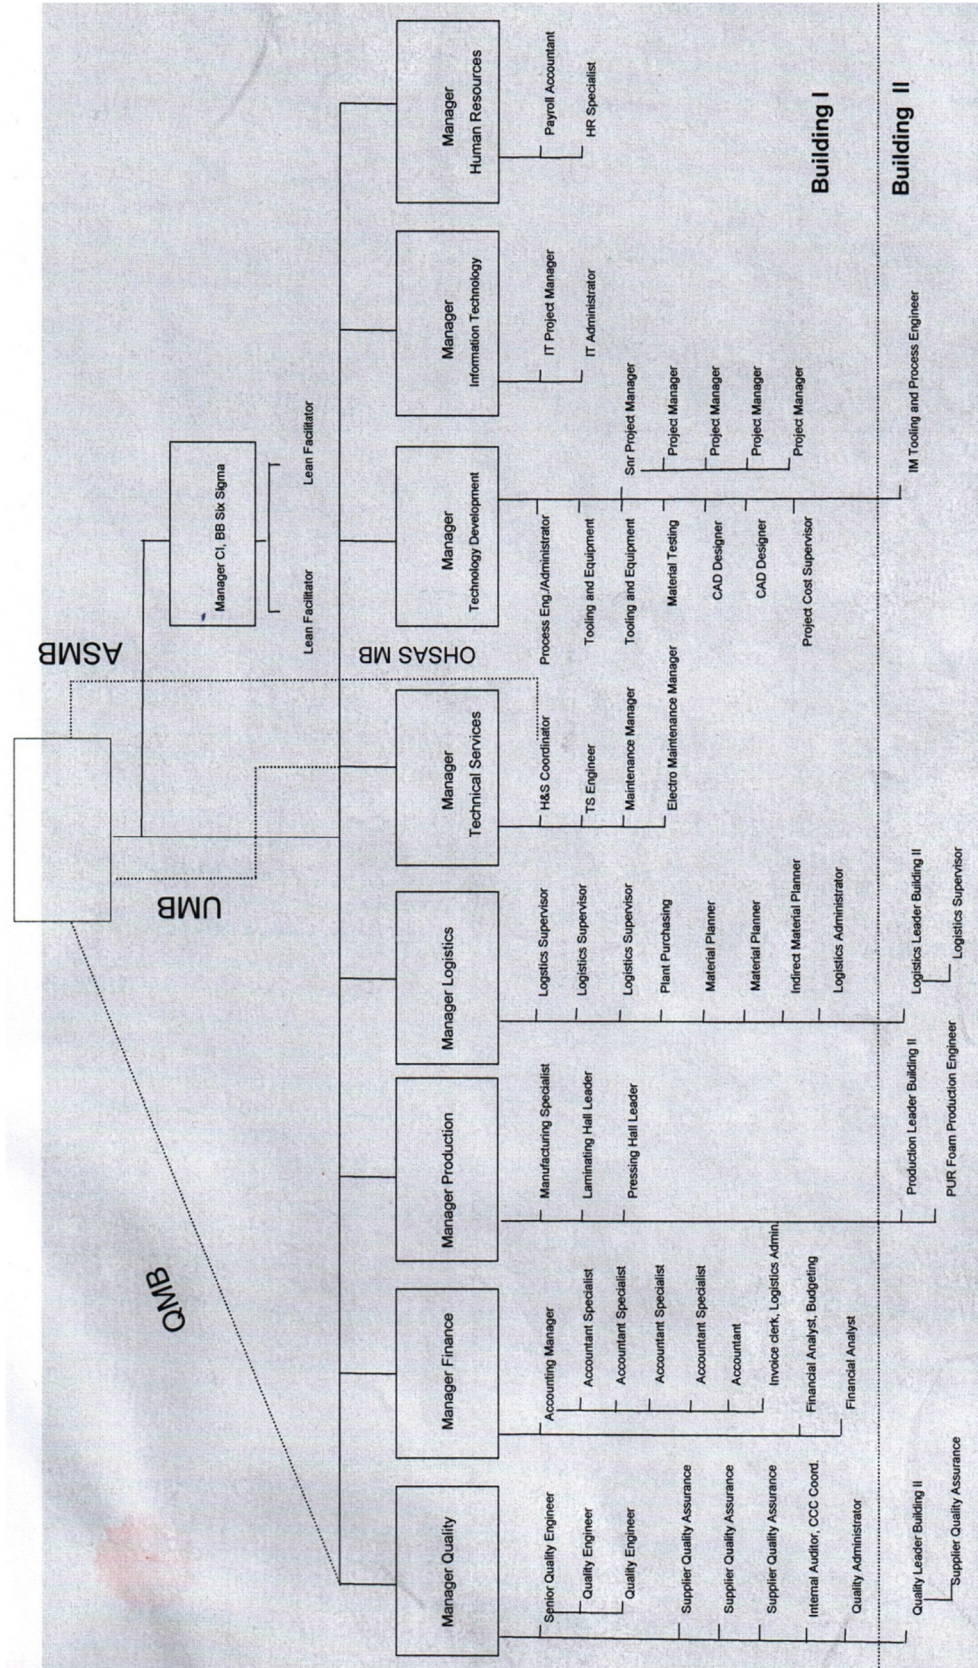 ASMB
UMB
QMB
OHSAS MB
Manager CI, BB Six Sigma
Lean Facilitator
Lean Facilitator
Manager Quality
Senior Quality Engineer
Quality Engineer
Quality Engineer
Supplier Quality Assurance
Supplier Quality Assurance
Supplier Quality Assurance
Internal Auditor, CCC Coord.
Quality Administrator
Quality Leader Building II
Supplier Quality Assurance
Manager Finance
Accounting Manager
Accountant Specialist
Accountant Specialist
Accountant Specialist
Accountant Specialist
Accountant
Invoice clerk, Logistics Admin.
Financial Analyst, Budgeting
Financial Analyst
Manager Production
Manufacturing Specialist
Laminating Hall Leader
Pressing Hall Leader
Production Leader Building II
PUR Foam Production Engineer
Manager Logistics
Logstics Supervisor
Logistics Supervisor
Logistics Supervisor
Plant Purchasing
Material Planner
Material Planner
Indirect Material Planner
Logistics Administrator
Logistics Leader Building II
Logistics Supervisor
Manager
Technical Services
H&S Coordinator
TS Engineer
Maintenance Manager
Electro Maintenance Manager
Manager
Technology Development
Process Eng./Administrator
Tooling and Equipment
Tooling and Equipment
Material Testing
CAD Designer
CAD Designer
Project Cost Supervisor
Snr Project Manager
Project Manager
Project Manager
Project Manager
Project Manager
IM Tooling and Process Engineer
Manager
Information Technology
IT Project Manager
IT Administrator
Manager
Human Resources
Payroll Accountant
HR Specialist
Building I
Building II